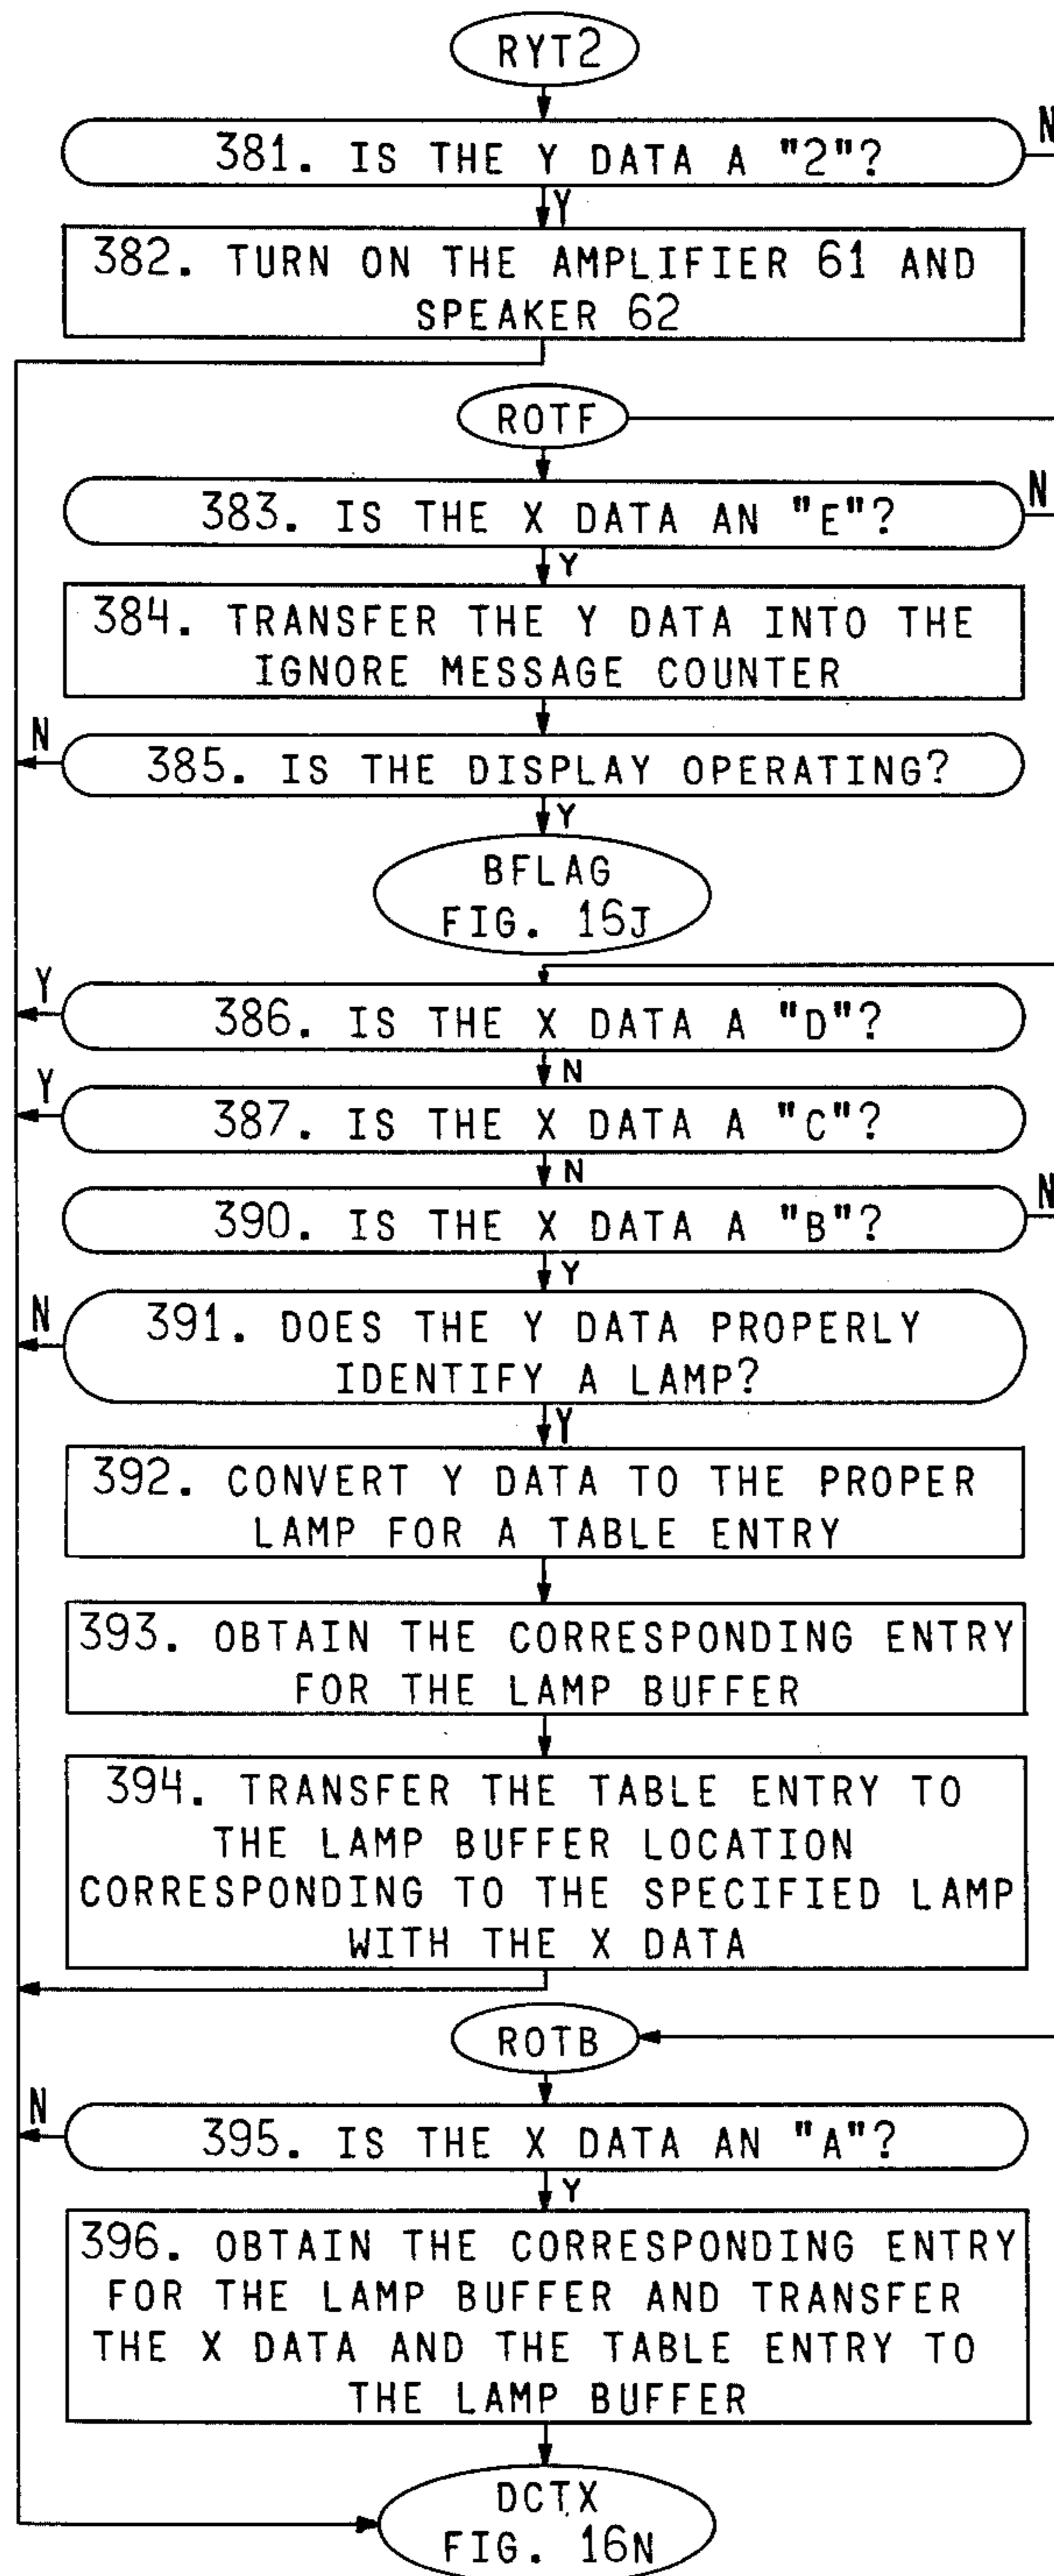 RYT2
N
381. IS THE Y DATA A "2"?
Y
382. TURN ON THE AMPLIFIER 61 AND
SPEAKER 62
ROTF
N
383. IS THE X DATA AN "E"?
Y
384. TRANSFER THE Y DATA INTO THE
IGNORE MESSAGE COUNTER
N
385. IS THE DISPLAY OPERATING?
Y
BFLAG
FIG. 16J
Y
386. IS THE X DATA A "D"?
N
Y
387. IS THE X DATA A "C"?
N
N
390. IS THE X DATA A "B"?
Y
N
391. DOES THE Y DATA PROPERLY
IDENTIFY A LAMP?
Y
392. CONVERT Y DATA TO THE PROPER
LAMP FOR A TABLE ENTRY
393. OBTAIN THE CORRESPONDING ENTRY
FOR THE LAMP BUFFER
394. TRANSFER THE TABLE ENTRY TO
THE LAMP BUFFER LOCATION
CORRESPONDING TO THE SPECIFIED LAMP
WITH THE X DATA
ROTB
N
395. IS THE X DATA AN "A"?
Y
396. OBTAIN THE CORRESPONDING ENTRY
FOR THE LAMP BUFFER AND TRANSFER
THE X DATA AND THE TABLE ENTRY TO
THE LAMP BUFFER
DCTX
FIG. 16N